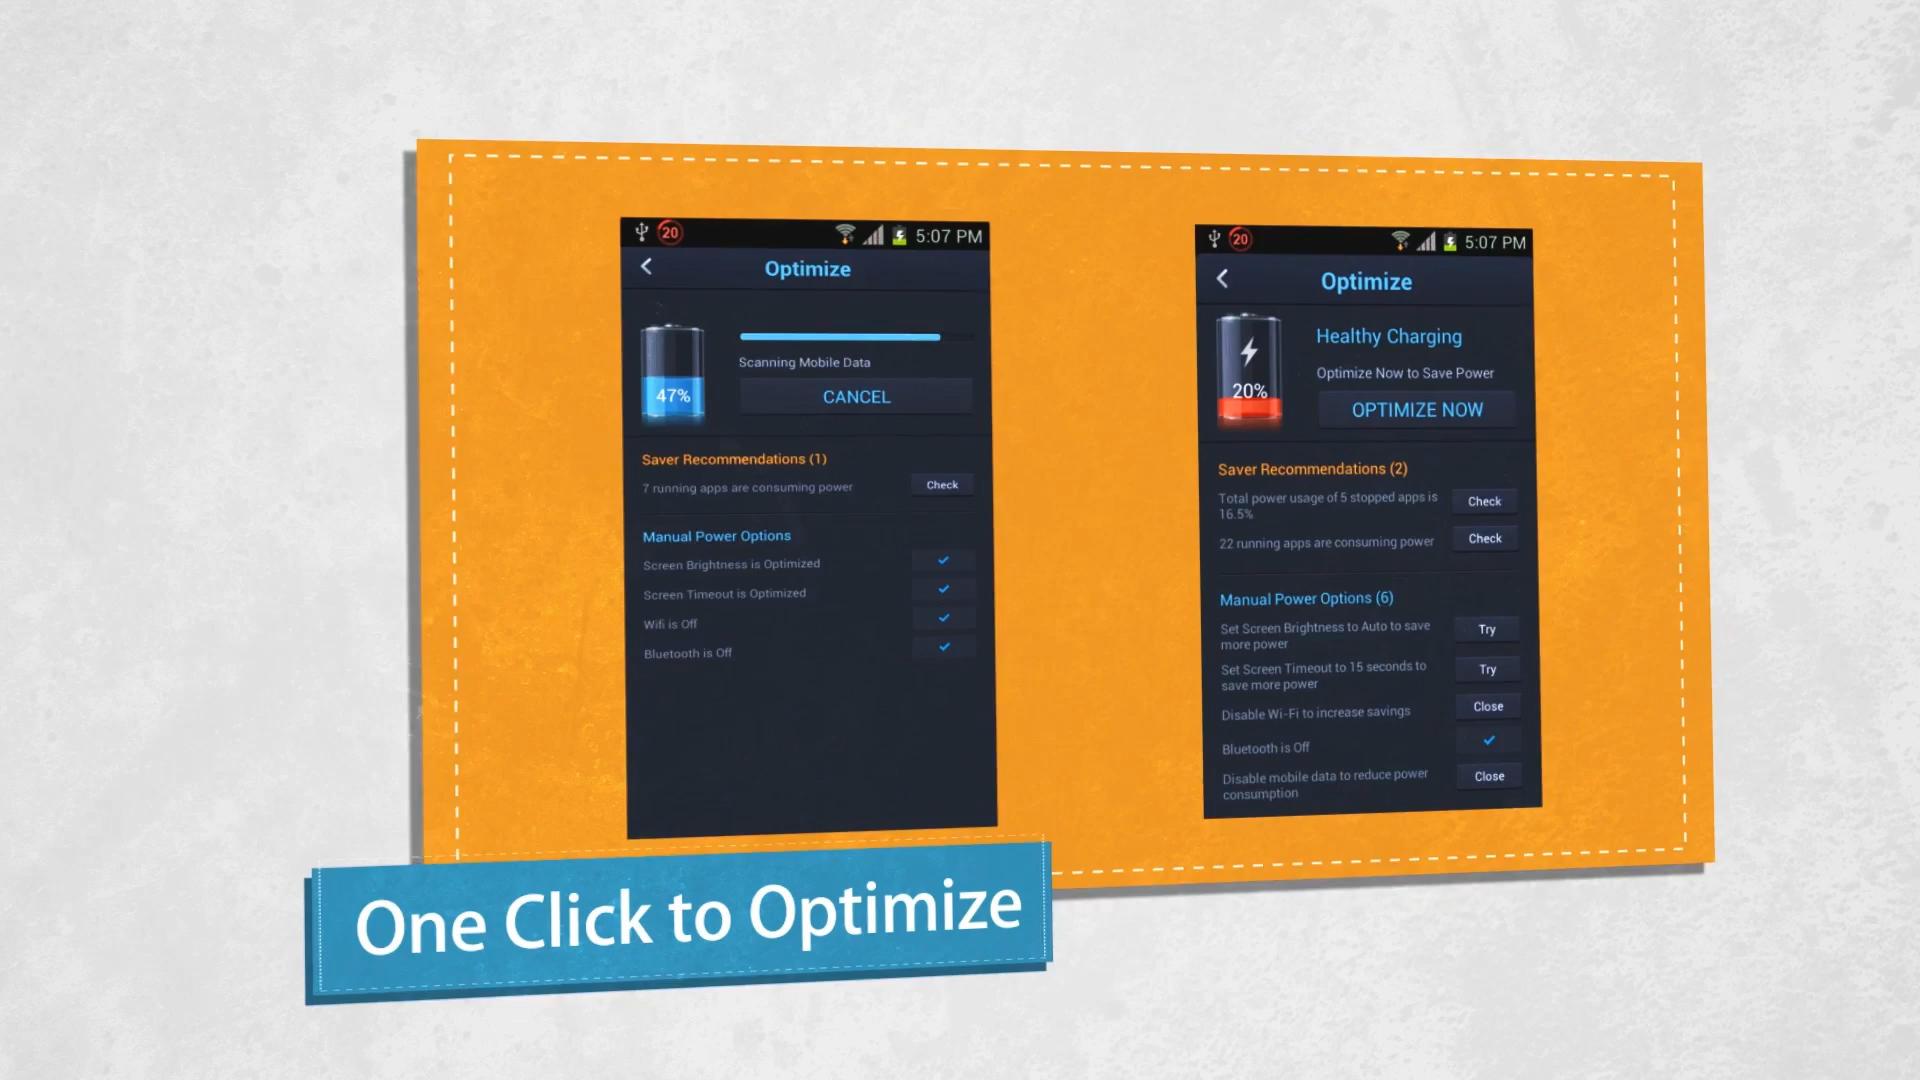 20
5:07 PM
Optimize
47%
Scanning Mobile Data
CANCEL
Saver Recommendations (1)
7 running apps are consuming power
Check
Manual Power Options
Screen Brightness is Optimized
Screen Timeout is Optimized
Wifi is Off
Bluetooth is Off
20
5:07 PM
Optimize
20%
Healthy Charging
Optimize Now to Save Power
OPTIMIZE NOW
Saver Recommendations (2)
Total power usage of 5 stopped apps is
16.5%
Check
22 running apps are consuming power
Check
Manual Power Options (6)
Set Screen Brightness to Auto to save
more power
Try
Set Screen Timeout to 15 seconds to
save more power
Try
Disable Wi-Fi to increase savings
Close
Bluetooth is Off
Disable mobile data to reduce power
consumption
Close
One Click to Optimize